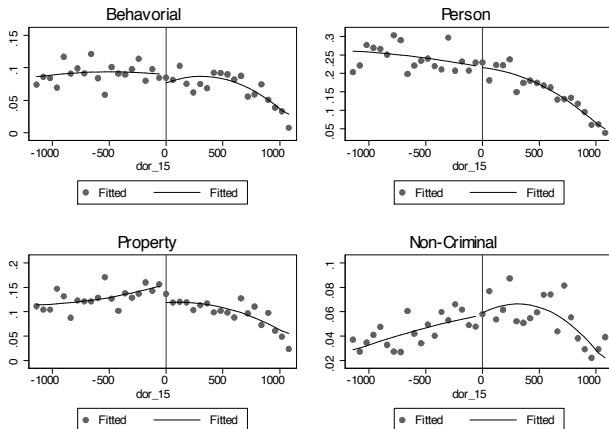 Behavorial
.15
.1
.05
0
-1000 -500 0 500 1000
dor_15
Fitted Fitted
Person
.3
.25
.2
.15
.1
.05
-1000 -500 0 500 1000
dor_15
Fitted Fitted
Property
.2
.15
.1
.05
0
-1000 -500 0 500 1000
dor_15
Fitted Fitted
Non-Criminal
.1
.08
.06
.04
.02
-1000 -500 0 500 1000
dor_15
Fitted Fitted